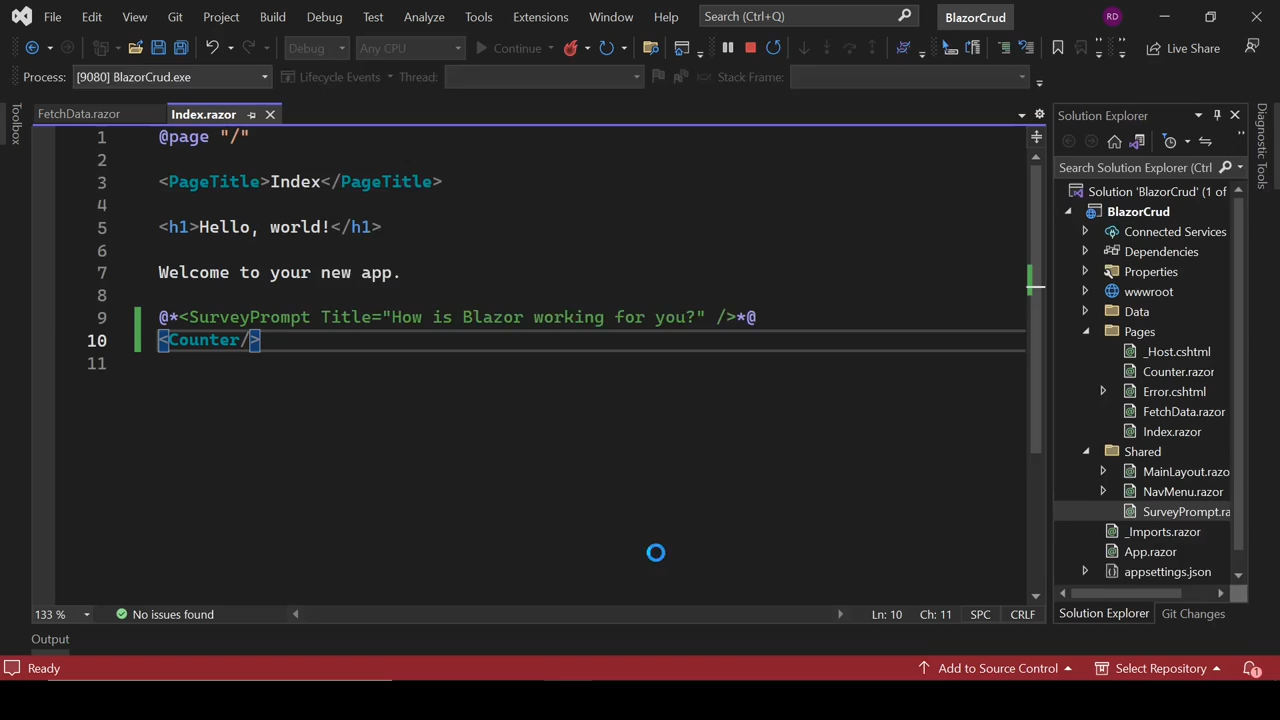 File Edit View Git Project Build Debug Test Analyze Tools Extensions Window Help Search (Ctrl+Q) BlazorCrud RD
Debug Any CPU Continue Live Share
Process: [9080] BlazorCrud.exe Lifecycle Events Thread: Stack Frame:
Toolbox
FetchData.razor Index.razor
1 @page "/"
2
3 <PageTitle>Index</PageTitle>
4
5 <h1>Hello, world!</h1>
6
7 Welcome to your new app.
8
9 @*<SurveyPrompt Title="How is Blazor working for you?" />*@
10 <Counter/>
11
133 % No issues found Ln: 10 Ch: 11 SPC CRLF
Output
Solution Explorer
Search Solution Explorer (Ctrl
Solution 'BlazorCrud' (1 of
BlazorCrud
Connected Services
Dependencies
Properties
wwwroot
Data
Pages
_Host.cshtml
Counter.razor
Error.cshtml
FetchData.razor
Index.razor
Shared
MainLayout.razo
NavMenu.razor
SurveyPrompt.ra
_Imports.razor
App.razor
appsettings.json
Solution Explorer Git Changes
Diagnostic Tools
Ready Add to Source Control Select Repository 1